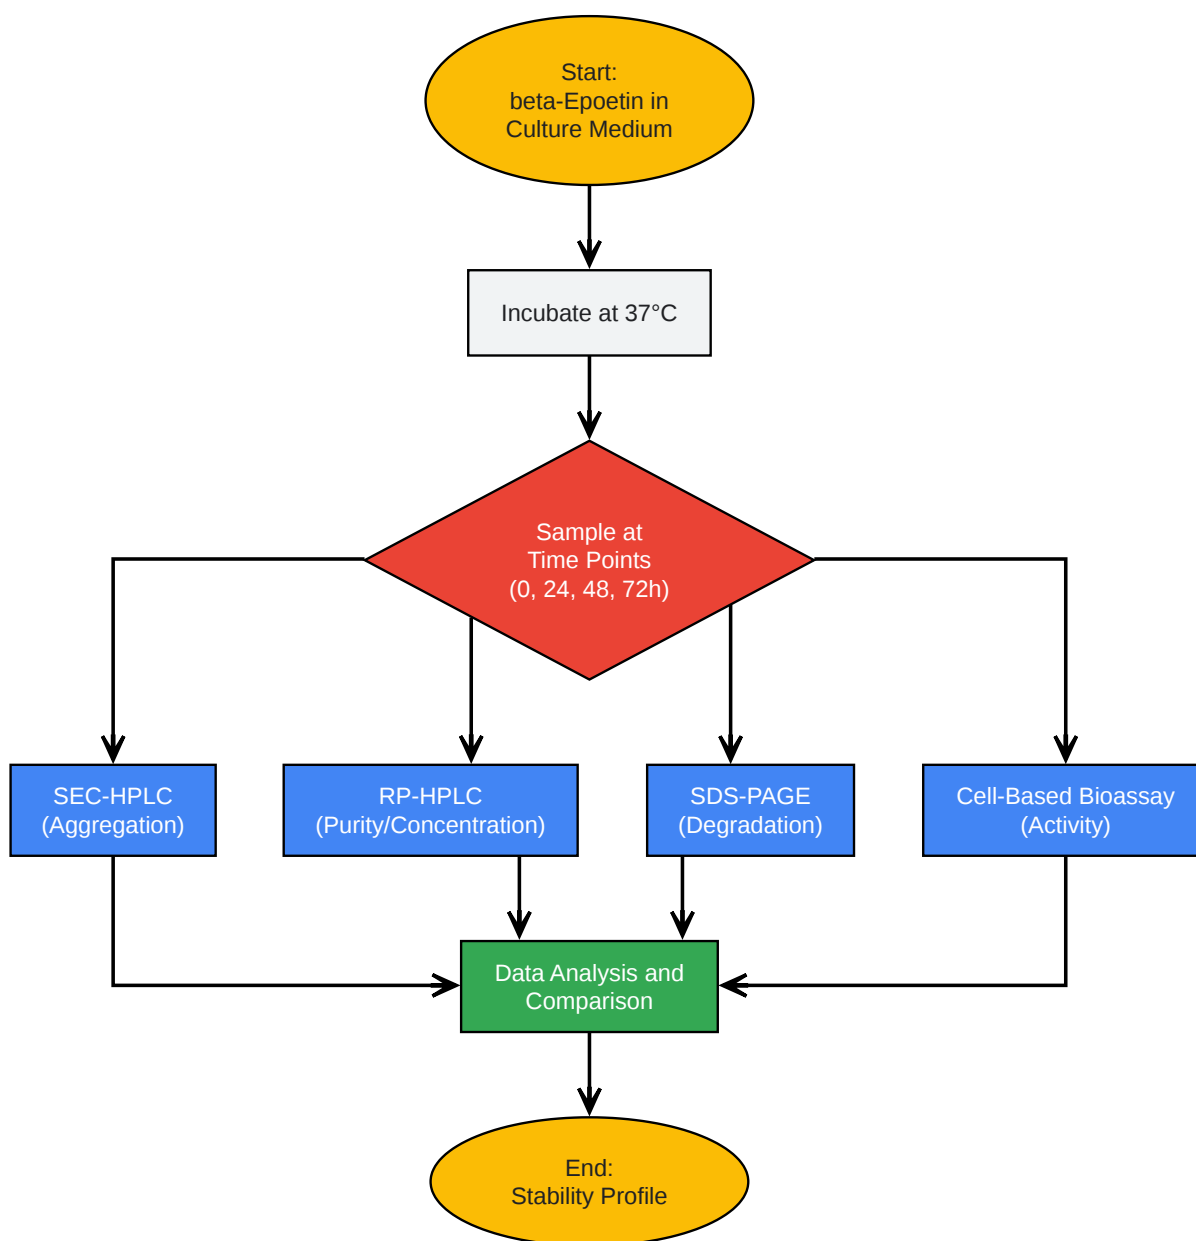 Start:
beta-Epoetin in
Culture Medium
Incubate at 37°C
Sample at
Time Points
(0, 24, 48, 72h)
SEC-HPLC
(Aggregation)
RP-HPLC
(Purity/Concentration)
SDS-PAGE
(Degradation)
Cell-Based Bioassay
(Activity)
Data Analysis and
Comparison
End:
Stability Profile